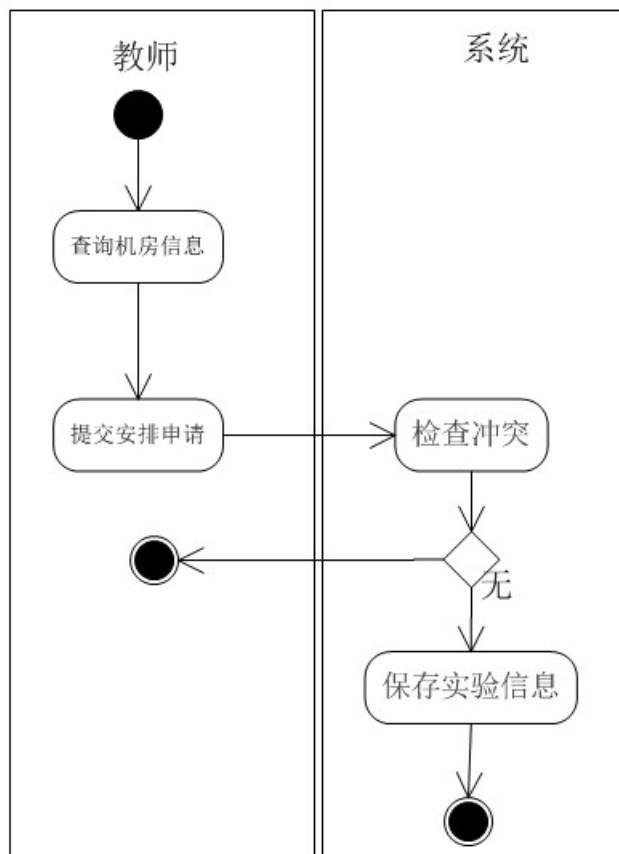 教师
系统
查询机房信息
提交安排申请
检查冲突
无
保存实验信息